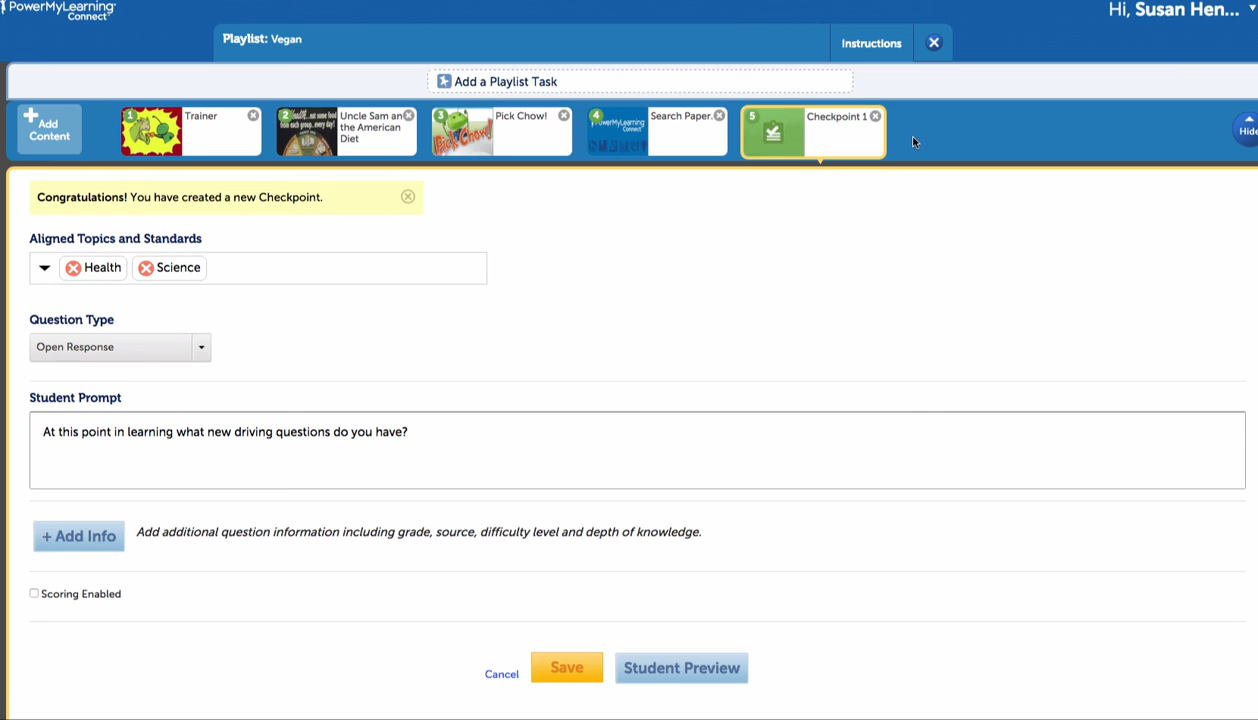 PowerMyLearning
Connect
Hi, Susan Hen...
Playlist: Vegan
Instructions
Add a Playlist Task
Add
Content
1
Trainer
2
Uncle Sam an
the American
Diet
3
Pick Chow!
Pick Chow!
4
PowerMyLearning
Connect
Search Paper.
5
Checkpoint 1
Hide
Congratulations! You have created a new Checkpoint.
Aligned Topics and Standards
Health
Science
Question Type
Open Response
Student Prompt
At this point in learning what new driving questions do you have?
+ Add Info
Add additional question information including grade, source, difficulty level and depth of knowledge.
Scoring Enabled
Cancel
Save
Student Preview